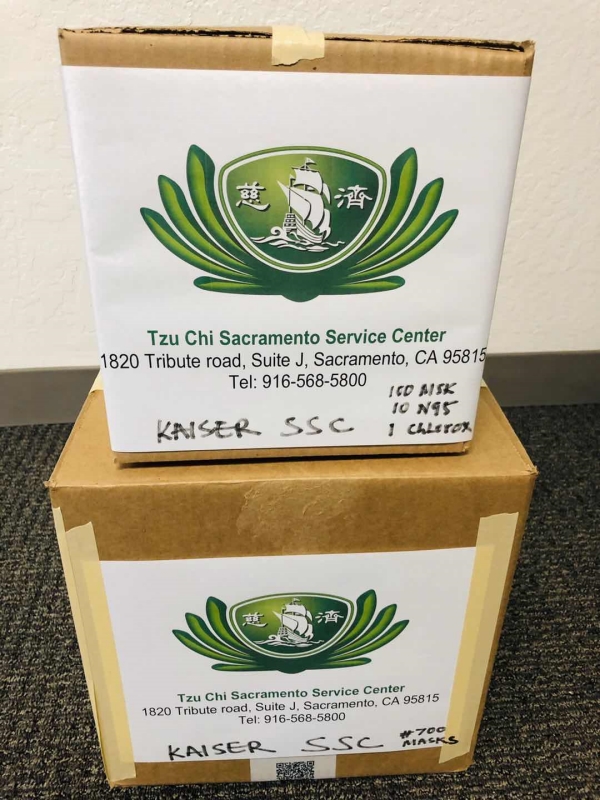 慈 濟
Tzu Chi Sacramento Service Center
1820 Tribute road, Suite J, Sacramento, CA 95815
Tel: 916-568-5800
100 MSK
10 N95
KAISER SSC
1 Chlorox
慈 濟
Tzu Chi Sacramento Service Center
1820 Tribute road, Suite J, Sacramento, CA 95815
Tel: 916-568-5800
#700
KAISER SSC
MASKS